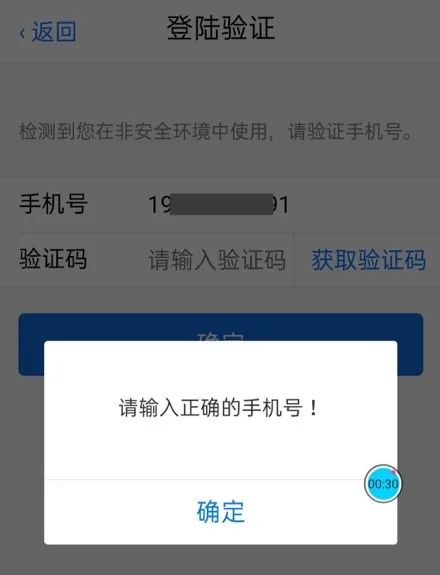 ‹ 返回
登陆验证
检测到您在非安全环境中使用，请验证手机号。
手机号 19 91
验证码 请输入验证码 获取验证码
确定
请输入正确的手机号！
00:30
确定